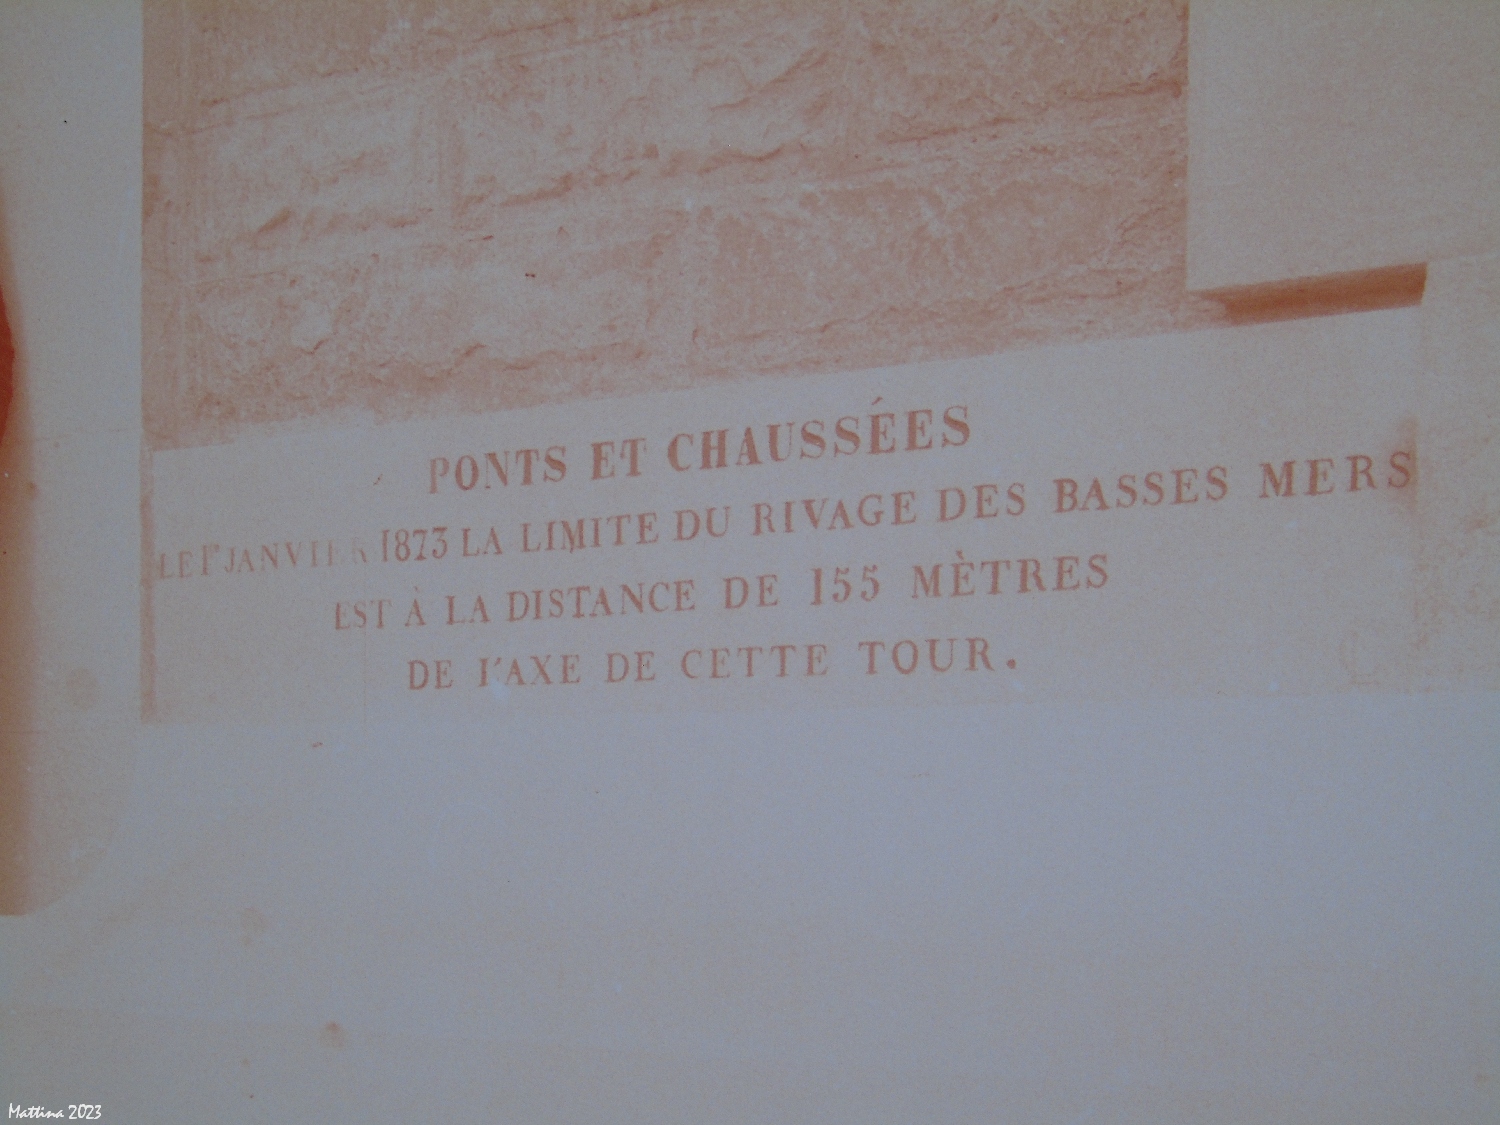 PONTS ET CHAUSSÉES
LE 1ER JANVIER 1873 LA LIMITE DU RIVAGE DES BASSES MERS
EST À LA DISTANCE DE 155 MÈTRES
DE l'AXE DE CETTE TOUR.
Mattina 2023